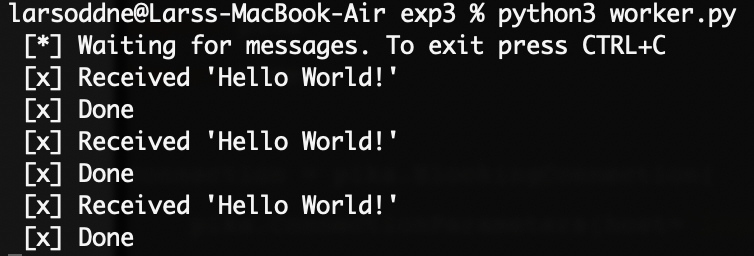 larsoddne@Larss-MacBook-Air exp3 % python3 worker.py
[*] Waiting for messages. To exit press CTRL+C
[x] Received 'Hello World!'
[x] Done
[x] Received 'Hello World!'
[x] Done
[x] Received 'Hello World!'
[x] Done